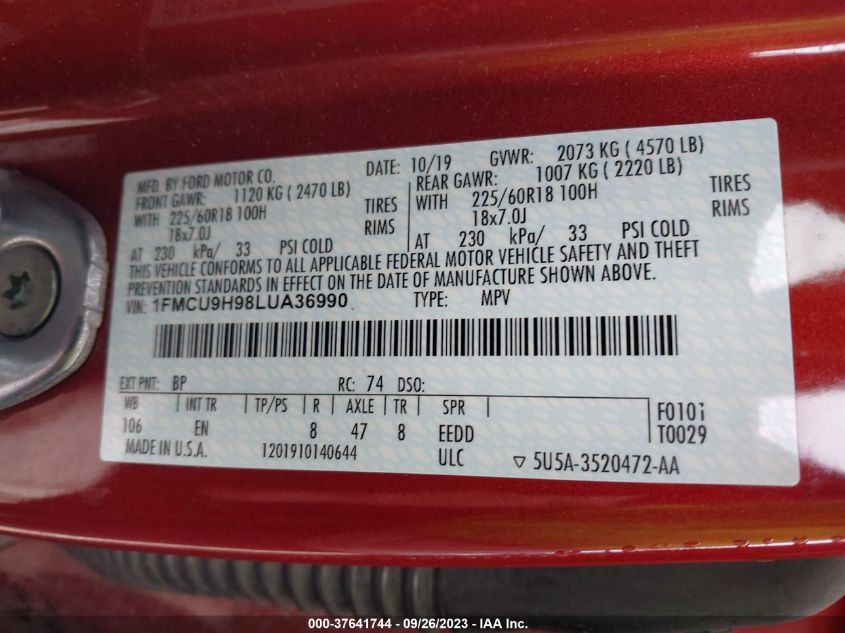 MFD. BY FORD MOTOR CO. DATE: 10/19 GVWR: 2073 KG ( 4570 LB)
FRONT GAWR: 1120 KG ( 2470 LB) REAR GAWR: 1007 KG ( 2220 LB)
WITH 225/60R18 100H TIRES WITH 225/60R18 100H TIRES
18x7.0J RIMS 18x7.0J RIMS
AT 230 kPa/ 33 PSI COLD AT 230 kPa/ 33 PSI COLD
THIS VEHICLE CONFORMS TO ALL APPLICABLE FEDERAL MOTOR VEHICLE SAFETY AND THEFT
PREVENTION STANDARDS IN EFFECT ON THE DATE OF MANUFACTURE SHOWN ABOVE.
VIN: 1FMCU9H98LUA36990 TYPE: MPV
EXT PNT: BP RC: 74 DSO:
WB INT TR TP/PS R AXLE TR SPR F0101
106 EN 8 47 8 EEDD T0029
MADE IN U.S.A. 1201910140644 ULC ▽ 5U5A-3520472-AA
000-37641744 - 09/26/2023 - IAA Inc.